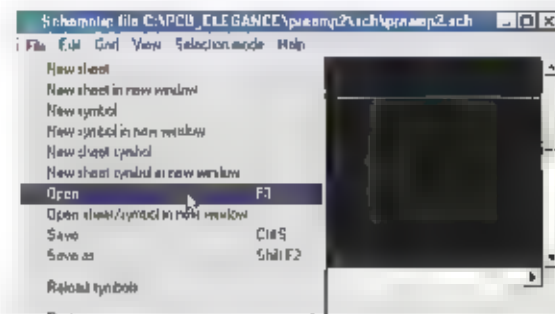 Schematic file C:\PCB_ELEGANCE\preamp2\sch\preamp2.sch
File Edit Grid View Selection mode Help
New sheet
New sheet in new window
New symbol
New symbol in new window
New sheet symbol
New sheet symbol in new window
Open F3
Open sheet/symbol in new window
Save Ctrl S
Save as Shift F2
Reload symbols